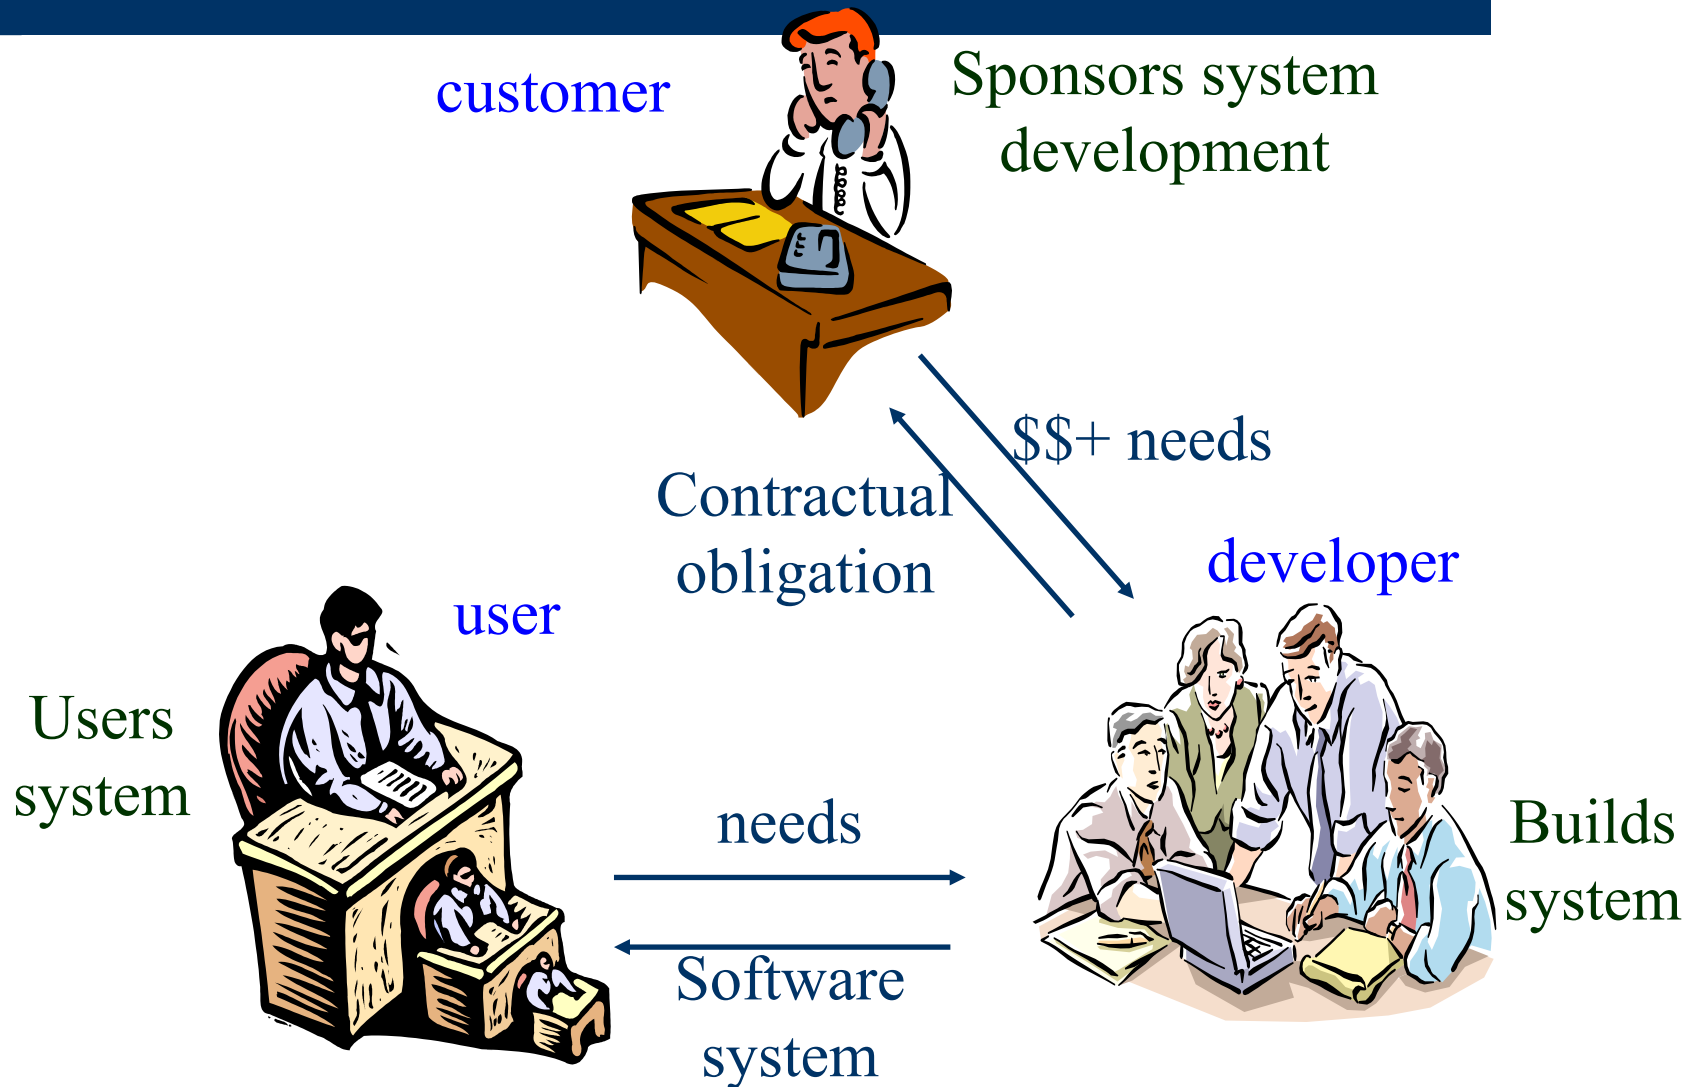 customer
Sponsors system
development
$$+ needs
Contractual
obligation
developer
user
Users
system
needs
Builds
system
Software
system